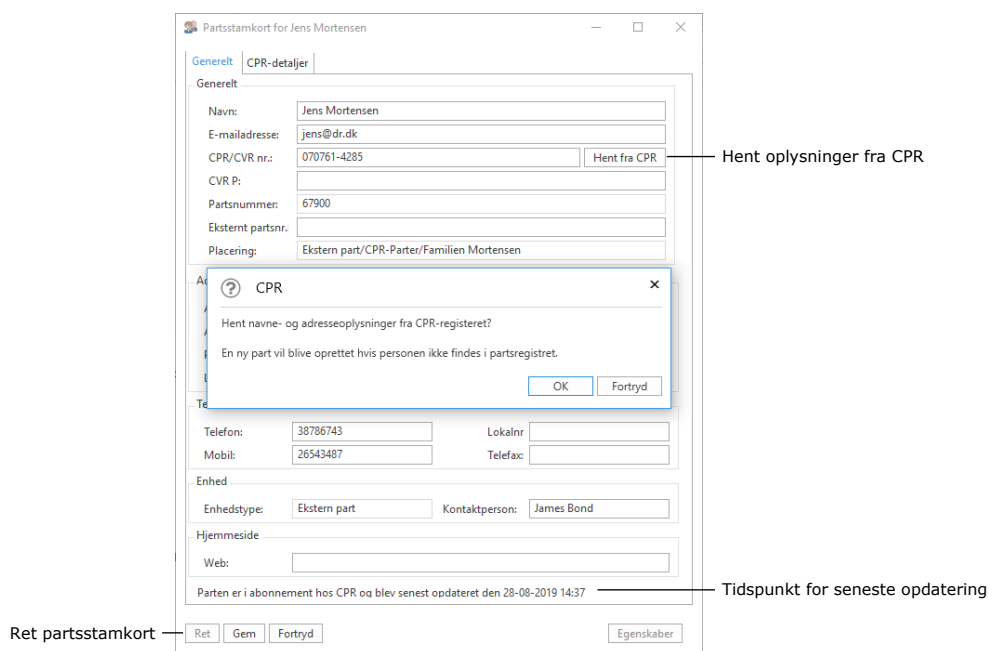 Partsstamkort for Jens Mortensen
Generelt CPR-detaljer
Generelt
Navn: Jens Mortensen
E-mailadresse: jens@dr.dk
CPR/CVR nr.: 070761-4285 Hent fra CPR Hent oplysninger fra CPR
CVR P:
Partsnummer: 67900
Eksternt partsnr.:
Placering: Ekstern part/CPR-Parter/Familien Mortensen
CPR
Hent navne- og adresseoplysninger fra CPR-registeret?
En ny part vil blive oprettet hvis personen ikke findes i partsregistret.
OK Fortryd
Telefon: 38786743 Lokalnr
Mobil: 26543487 Telefax:
Enhed
Enhedstype: Ekstern part Kontaktperson: James Bond
Hjemmeside
Web:
Parten er i abonnement hos CPR og blev senest opdateret den 28-08-2019 14:37 Tidspunkt for seneste opdatering
Ret partsstamkort Ret Gem Fortryd Egenskaber